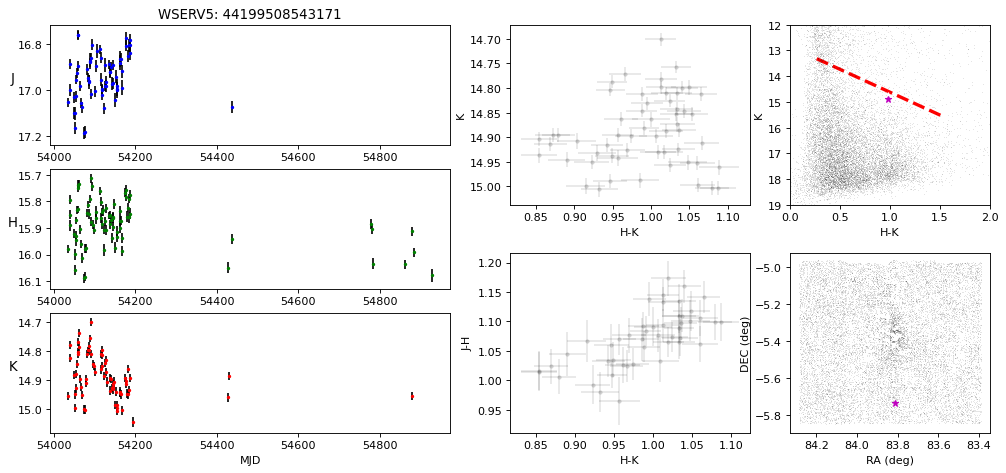 WSERV5: 44199508543171
J
16.8
17.0
17.2
54000 54200 54400 54600 54800
H
15.7
15.8
15.9
16.0
16.1
54000 54200 54400 54600 54800
K
14.7
14.8
14.9
15.0
54000 54200 54400 54600 54800
MJD
K
14.70
14.75
14.80
14.85
14.90
14.95
15.00
0.85 0.90 0.95 1.00 1.05 1.10
H-K
K
12
13
14
15
16
17
18
19
0.0 0.5 1.0 1.5 2.0
H-K
J-H
1.20
1.15
1.10
1.05
1.00
0.95
0.85 0.90 0.95 1.00 1.05 1.10
H-K
DEC (deg)
−5.0
−5.2
−5.4
−5.6
−5.8
84.2 84.0 83.8 83.6 83.4
RA (deg)